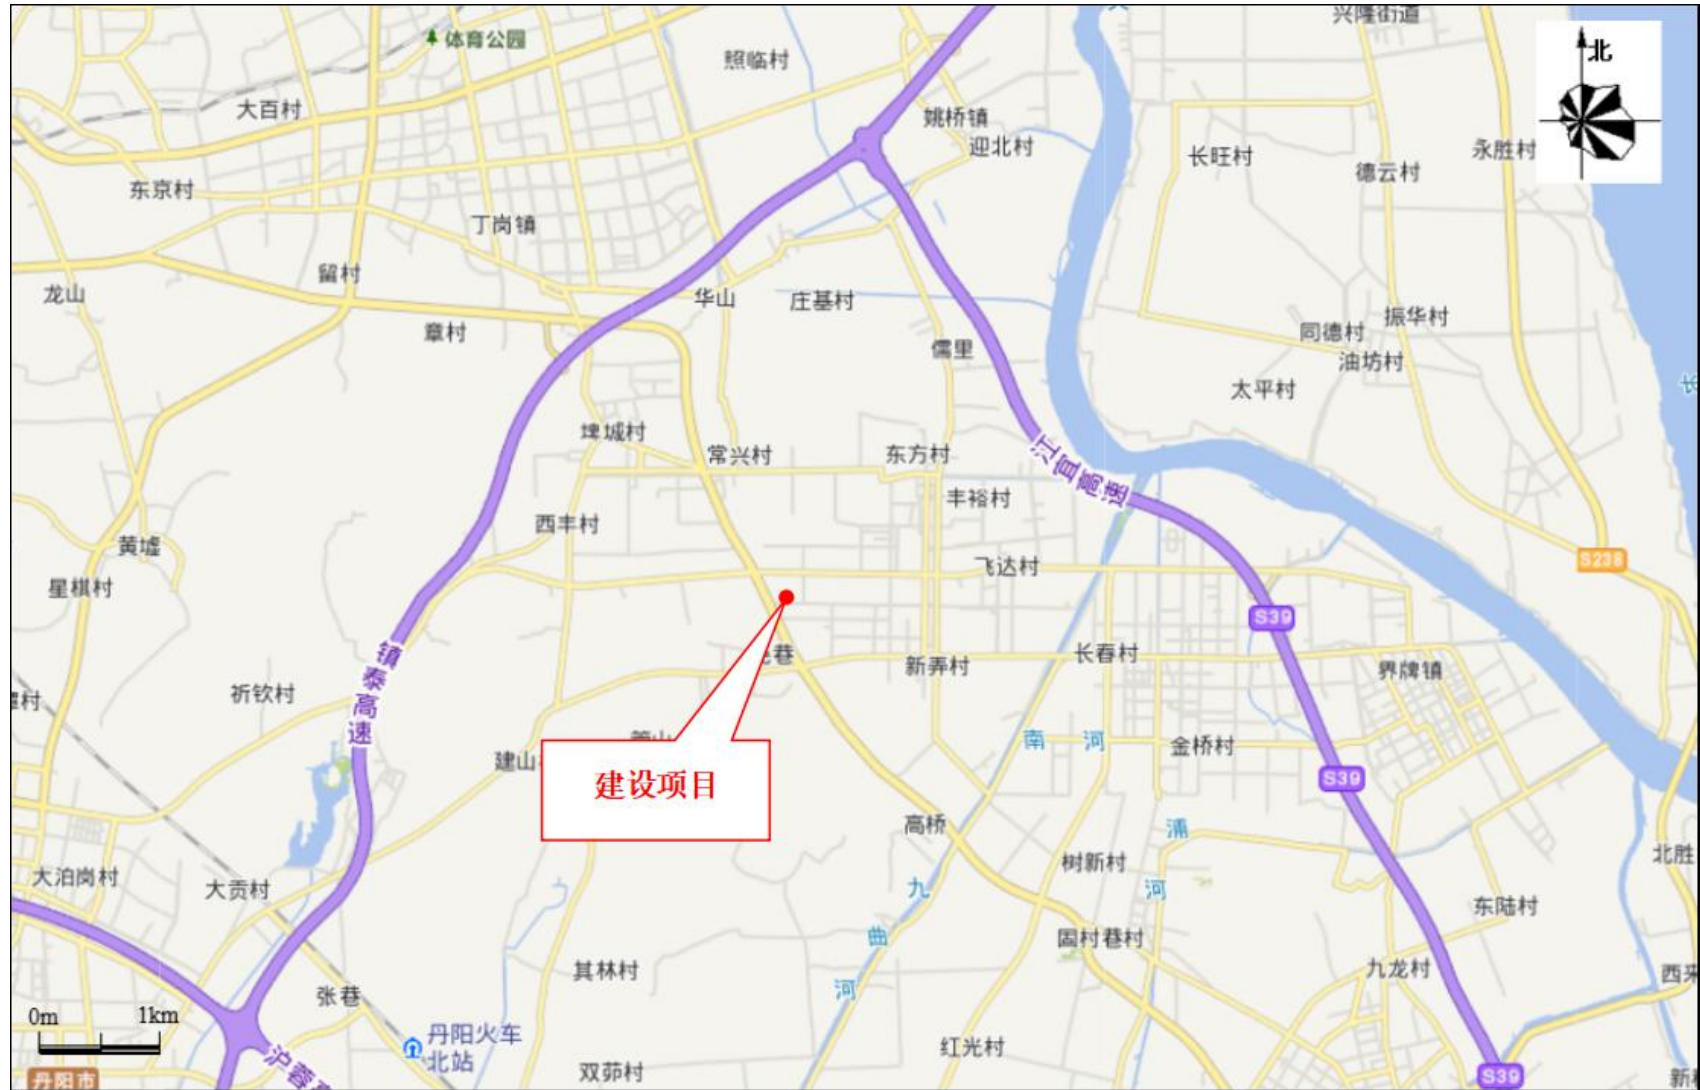 兴隆街道
体育公园
北
照临村
大百村
姚桥镇
迎北村
长旺村
永胜村
德云村
东京村
丁岗镇
留村
龙山
华山
庄基村
章村
振华村
同德村
油坊村
儒里
太平村
长
埤城村
常兴村
东方村
江宜高速
丰裕村
西丰村
黄墟
飞达村
S238
星棋村
S39
镇泰高速
巷
新弄村
长春村
界牌镇
祈钦村
村
南河
金桥村
建山
S39
建设项目
高桥
浦
河
树新村
北胜
大泊岗村
大贡村
九
曲
河
东陆村
固村巷村
其林村
九龙村
西来
张巷
0m
1km
丹阳火车
北站
红光村
沪蓉
双茆村
丹阳市
S39
新